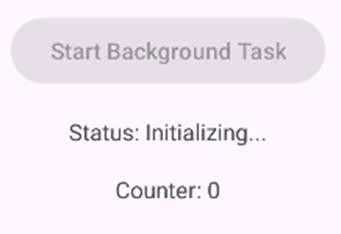 Start Background Task
Status: Initializing...
Counter: 0